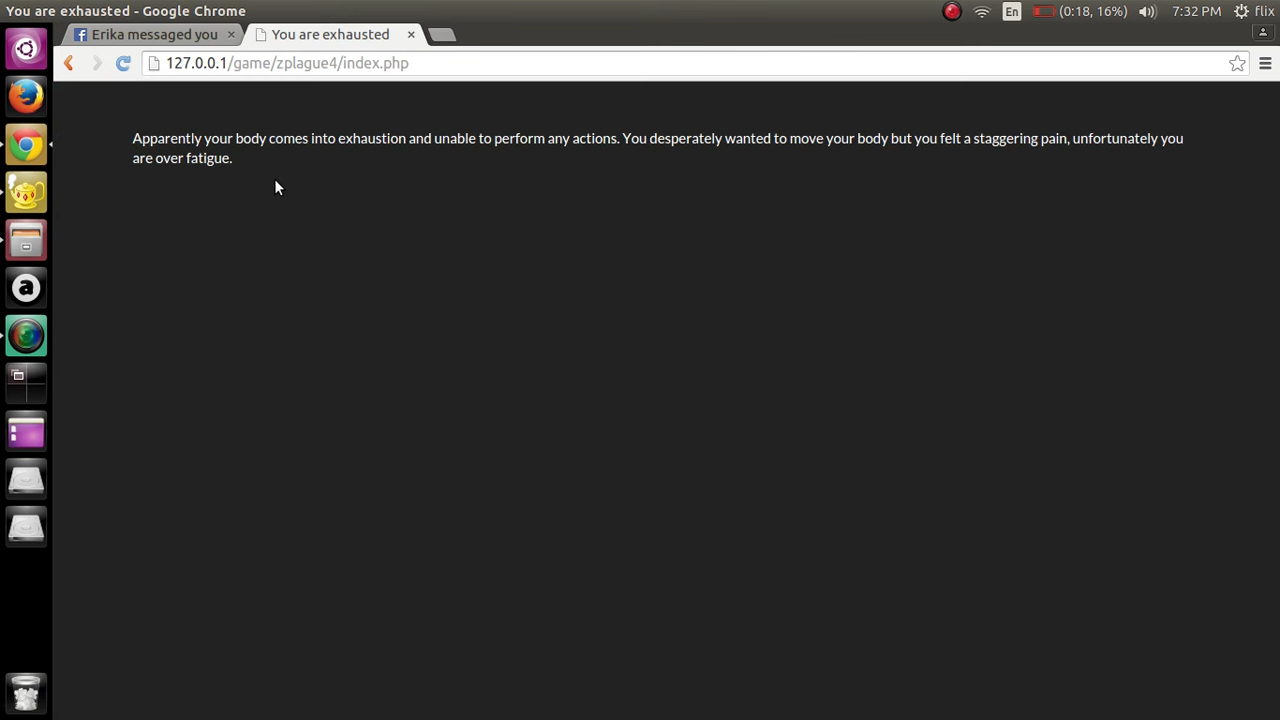 You are exhausted - Google Chrome
En
(0:18, 16%)
7:32 PM
flix
Erika messaged you
You are exhausted
127.0.0.1/game/zplague4/index.php
Apparently your body comes into exhaustion and unable to perform any actions. You desperately wanted to move your body but you felt a staggering pain, unfortunately you
are over fatigue.
a